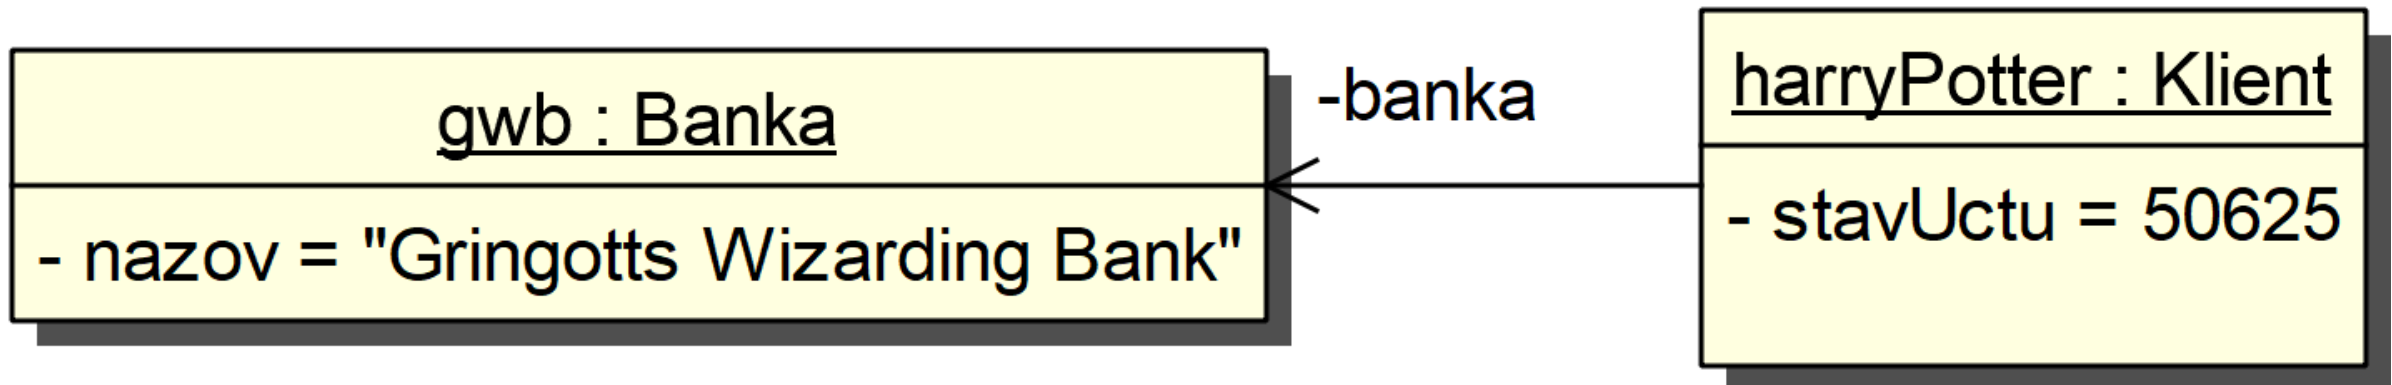 gwb : Banka
- nazov = "Gringotts Wizarding Bank"
-banka
harryPotter : Klient
- stavUctu = 50625